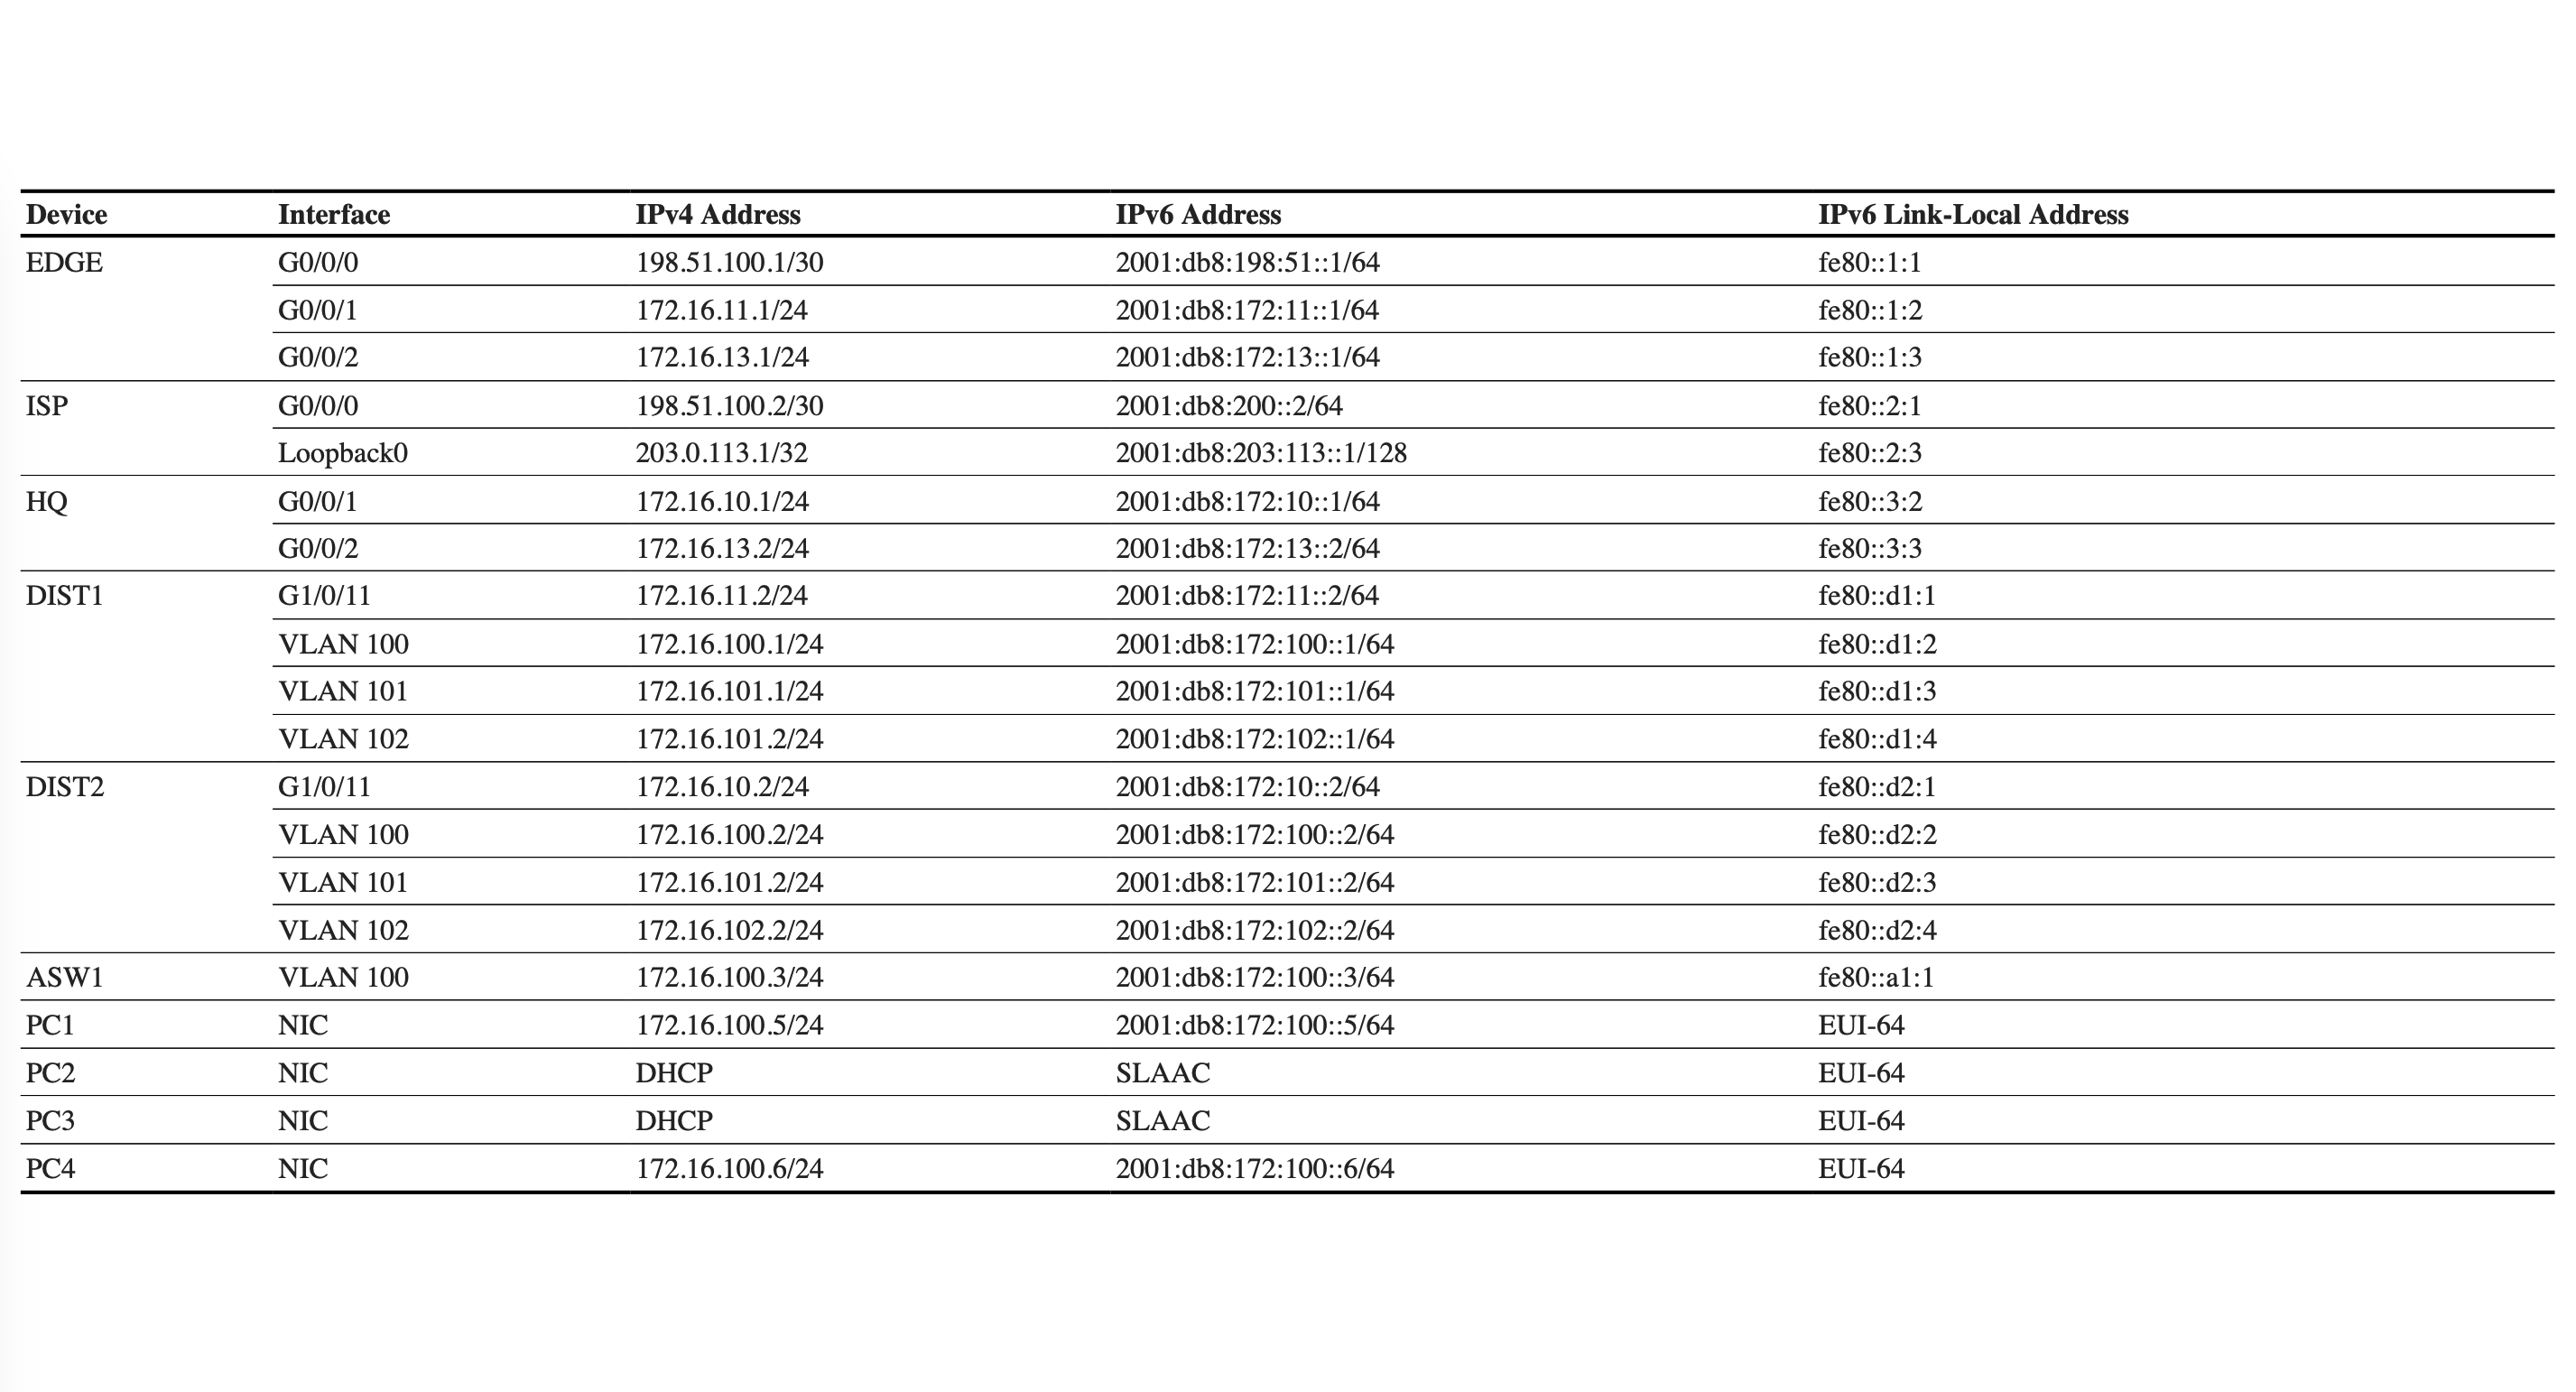 Device Interface IPv4 Address IPv6 Address IPv6 Link-Local Address
EDGE G0/0/0 198.51.100.1/30 2001:db8:198:51::1/64 fe80::1:1
G0/0/1 172.16.11.1/24 2001:db8:172:11::1/64 fe80::1:2
G0/0/2 172.16.13.1/24 2001:db8:172:13::1/64 fe80::1:3
ISP G0/0/0 198.51.100.2/30 2001:db8:200::2/64 fe80::2:1
Loopback0 203.0.113.1/32 2001:db8:203:113::1/128 fe80::2:3
HQ G0/0/1 172.16.10.1/24 2001:db8:172:10::1/64 fe80::3:2
G0/0/2 172.16.13.2/24 2001:db8:172:13::2/64 fe80::3:3
DIST1 G1/0/11 172.16.11.2/24 2001:db8:172:11::2/64 fe80::d1:1
VLAN 100 172.16.100.1/24 2001:db8:172:100::1/64 fe80::d1:2
VLAN 101 172.16.101.1/24 2001:db8:172:101::1/64 fe80::d1:3
VLAN 102 172.16.101.2/24 2001:db8:172:102::1/64 fe80::d1:4
DIST2 G1/0/11 172.16.10.2/24 2001:db8:172:10::2/64 fe80::d2:1
VLAN 100 172.16.100.2/24 2001:db8:172:100::2/64 fe80::d2:2
VLAN 101 172.16.101.2/24 2001:db8:172:101::2/64 fe80::d2:3
VLAN 102 172.16.102.2/24 2001:db8:172:102::2/64 fe80::d2:4
ASW1 VLAN 100 172.16.100.3/24 2001:db8:172:100::3/64 fe80::a1:1
PC1 NIC 172.16.100.5/24 2001:db8:172:100::5/64 EUI-64
PC2 NIC DHCP SLAAC EUI-64
PC3 NIC DHCP SLAAC EUI-64
PC4 NIC 172.16.100.6/24 2001:db8:172:100::6/64 EUI-64